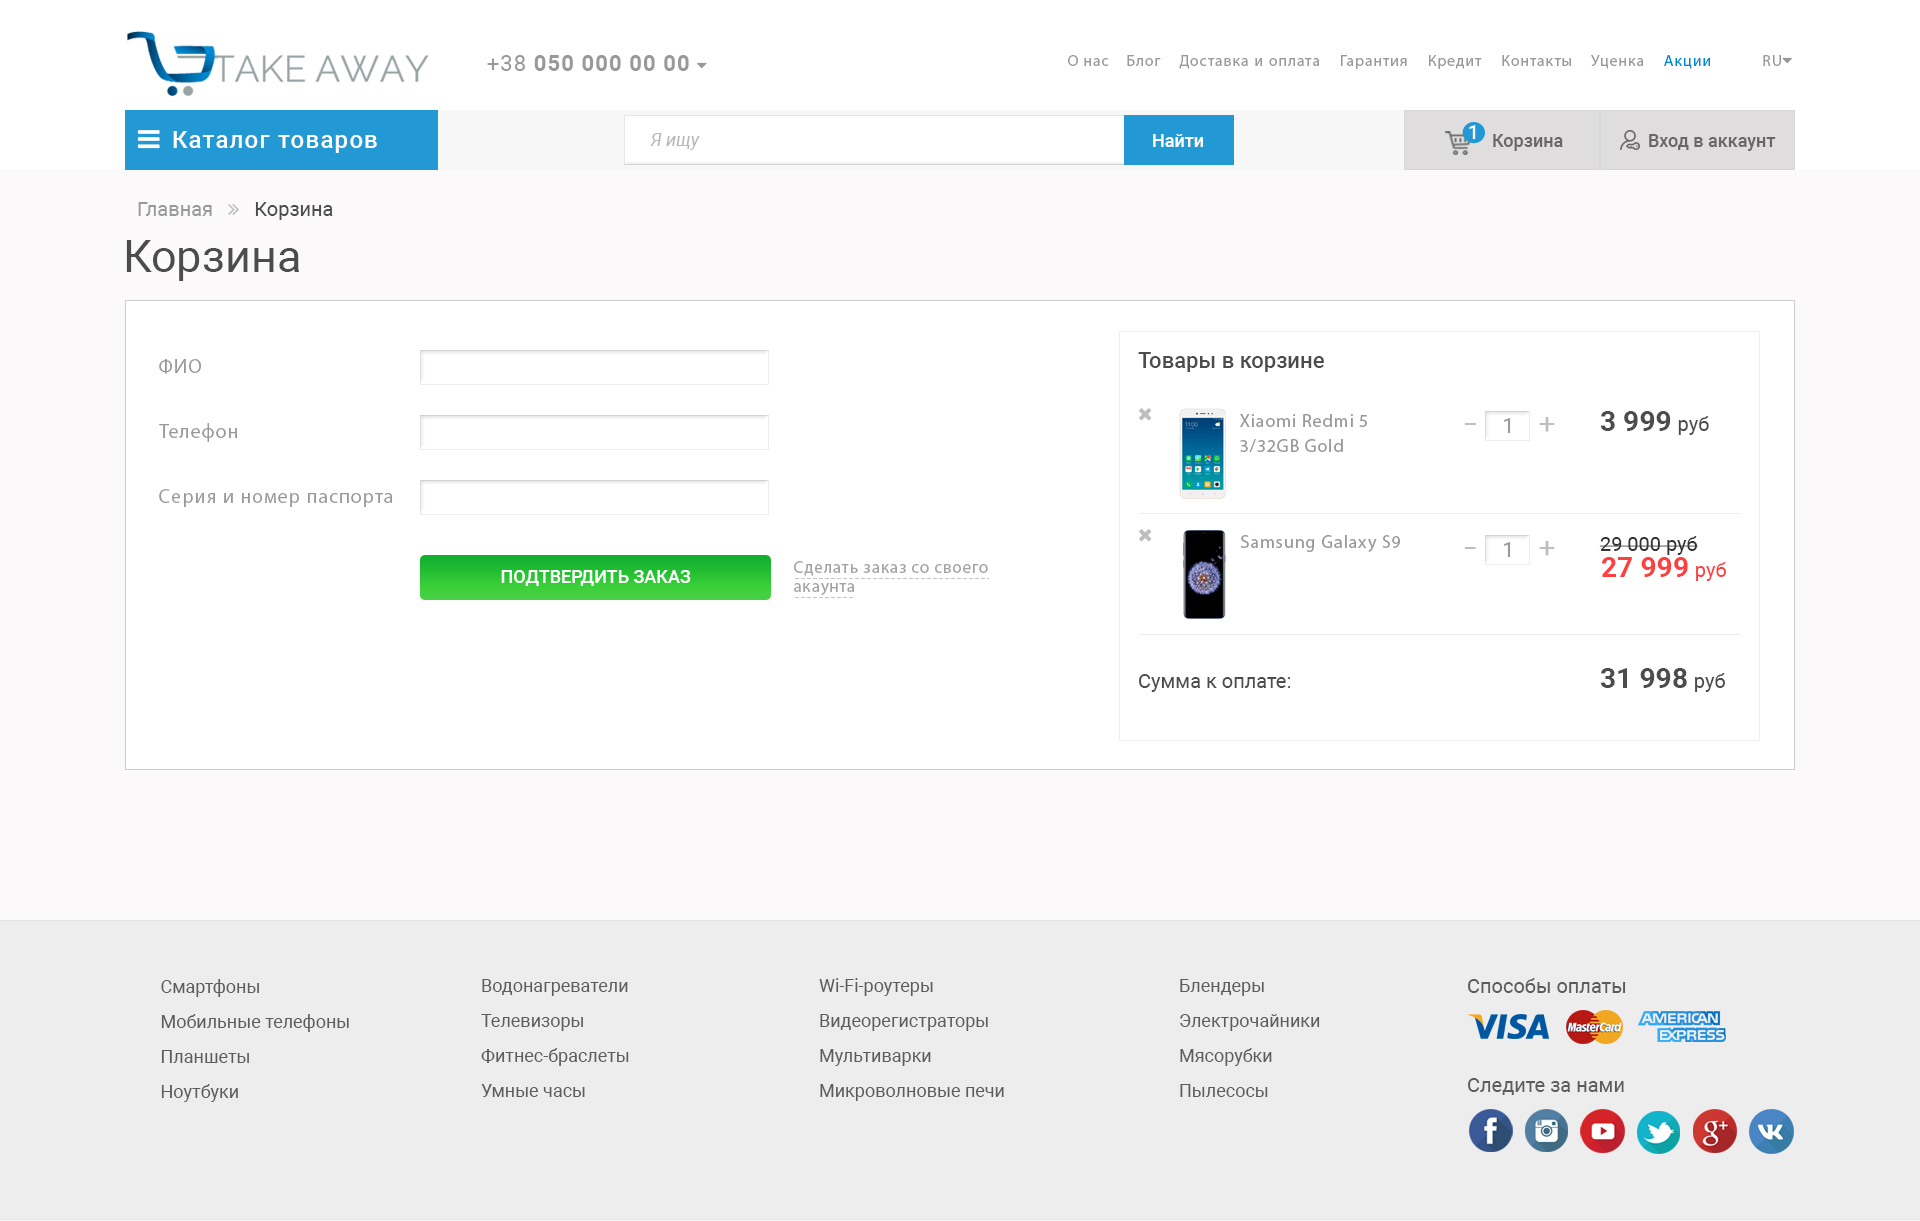 TAKE AWAY
+38 050 000 00 00
О нас Блог Доставка и оплата Гарантия Кредит Контакты Уценка Акции RU
Каталог товаров
Я ищу
Найти
1
Корзина
Вход в аккаунт
Главная » Корзина
Корзина
ФИО
Телефон
Серия и номер паспорта
ПОДТВЕРДИТЬ ЗАКАЗ
Сделать заказ со своего
акаунта
Товары в корзине
Xiaomi Redmi 5
3/32GB Gold
− 1 +
3 999 руб
Samsung Galaxy S9
− 1 +
29 000 руб
27 999 руб
Сумма к оплате:
31 998 руб
Смартфоны
Мобильные телефоны
Планшеты
Ноутбуки
Водонагреватели
Телевизоры
Фитнес-браслеты
Умные часы
Wi-Fi-роутеры
Видеорегистраторы
Мультиварки
Микроволновые печи
Блендеры
Электрочайники
Мясорубки
Пылесосы
Способы оплаты
VISA
MasterCard
AMERICAN
EXPRESS
Следите за нами